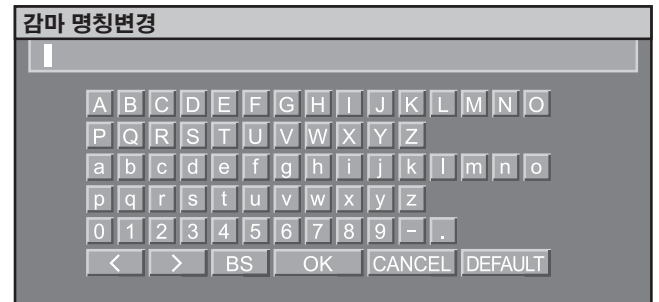 감마 명칭변경
A B C D E F G H I J K L M N O
P Q R S T U V W X Y Z
a b c d e f g h i j k l m n o
p q r s t u v w x y z
0 1 2 3 4 5 6 7 8 9 - .
< > BS OK CANCEL DEFAULT